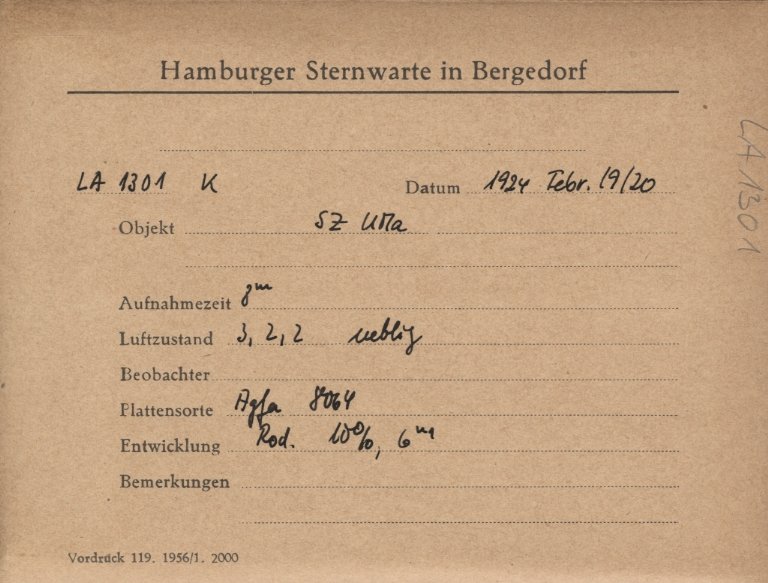 Hamburger Sternwarte in Bergedorf
LA 1301 K Datum 1924 Febr. 19/20
Objekt SZ UMa
Aufnahmezeit 8m
Luftzustand 3, 2, 2 neblig
Beobachter
Plattensorte Agfa 8064
Entwicklung Rod. 10%, 6m
Bemerkungen
Vordruck 119. 1956/1. 2000
LA 1301